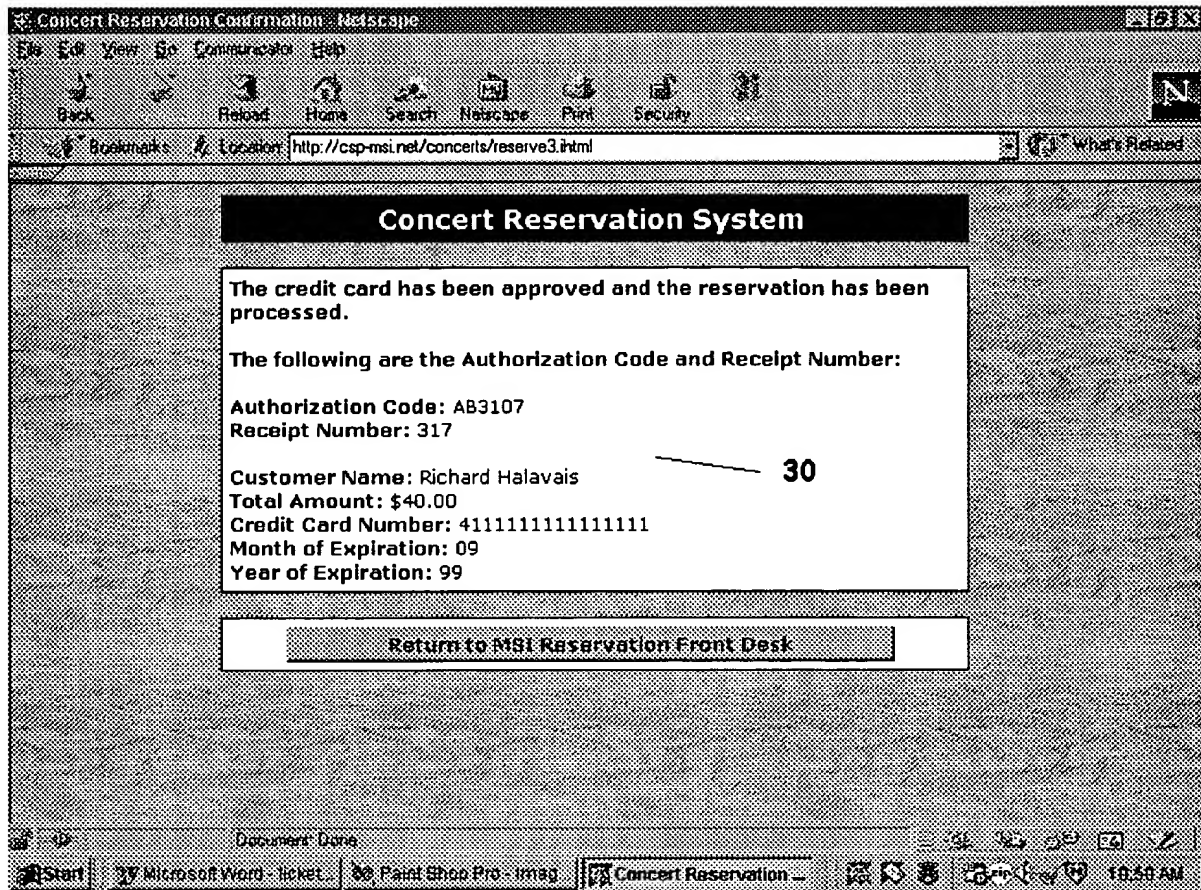 Concert Reservation Confirmation - Netscape
File Edit View Go Communicator Help
Back Reload Home Search Netscape Print Security
Bookmarks Location http://csp-msi.net/concerts/reserve3.ihtml What's Related
Concert Reservation System
The credit card has been approved and the reservation has been
processed.
The following are the Authorization Code and Receipt Number:
Authorization Code: AB3107
Receipt Number: 317
30
Customer Name: Richard Halavais
Total Amount: $40.00
Credit Card Number: 4111111111111111
Month of Expiration: 09
Year of Expiration: 99
Return to MSI Reservation Front Desk
Document: Done
Start Microsoft Word - ticket... Paint Shop Pro - Imag... Concert Reservation ... 10:50 AM